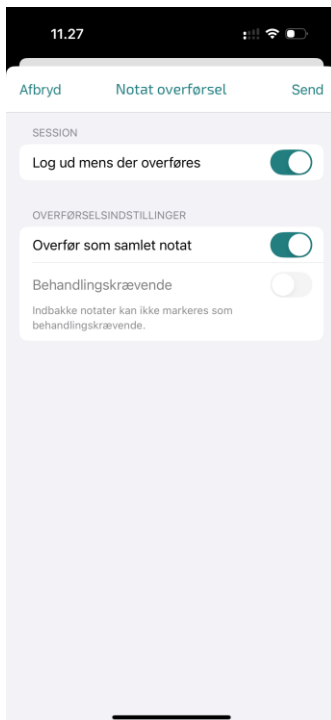 11.27
Afbryd Notat overførsel Send
SESSION
Log ud mens der overføres
OVERFØRSELSINDSTILLINGER
Overfør som samlet notat
Behandlingskrævende
Indbakke notater kan ikke markeres som
behandlingskrævende.